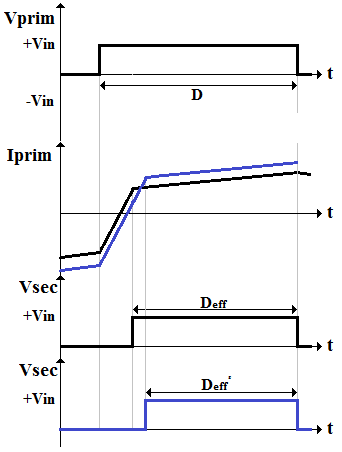 Vprim
+Vin
t
-Vin
D
Iprim
t
Vsec
Deff
+Vin
t
Vsec
Deff'
+Vin
t